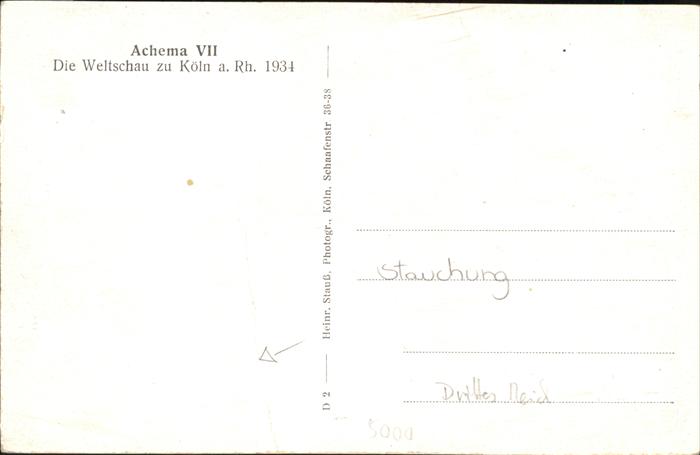 Achema VII
Die Weltschau zu Köln a. Rh. 1934
D 2 — Heinr. Stauß, Photogr., Köln, Schaafenstr 36-38 —
Stauchung
Drittes Reich
5000